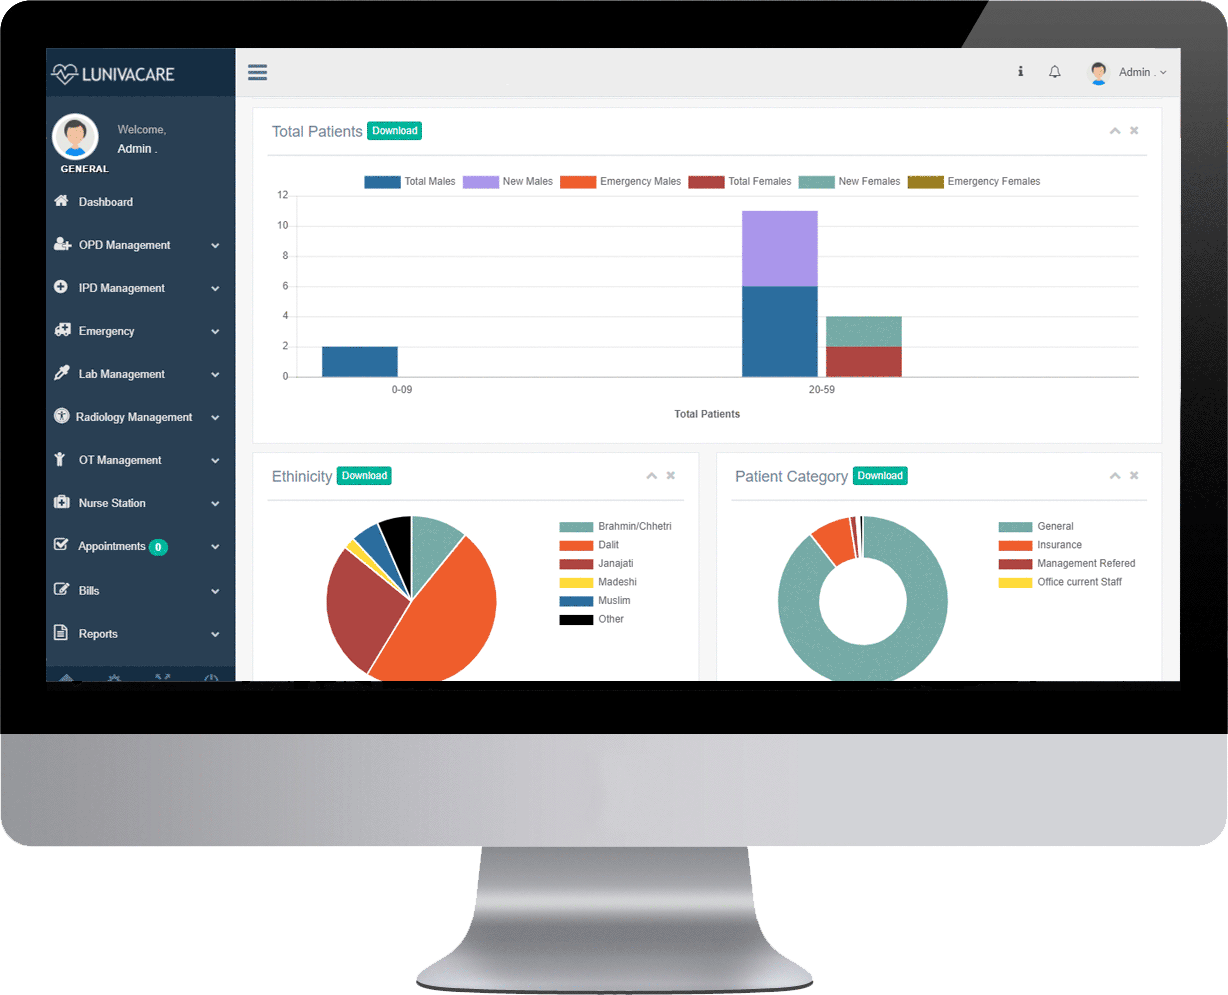 LUNIVACARE
Admin .
Welcome,
Admin .
GENERAL
Dashboard
OPD Management
IPD Management
Emergency
Lab Management
Radiology Management
OT Management
Nurse Station
Appointments 0
Bills
Reports
Total Patients Download
Total Males New Males Emergency Males Total Females New Females Emergency Females
12
10
8
6
4
2
0
0-09 20-59
Total Patients
Ethinicity Download
Brahmin/Chhetri
Dalit
Janajati
Madeshi
Muslim
Other
Patient Category Download
General
Insurance
Management Refered
Office current Staff